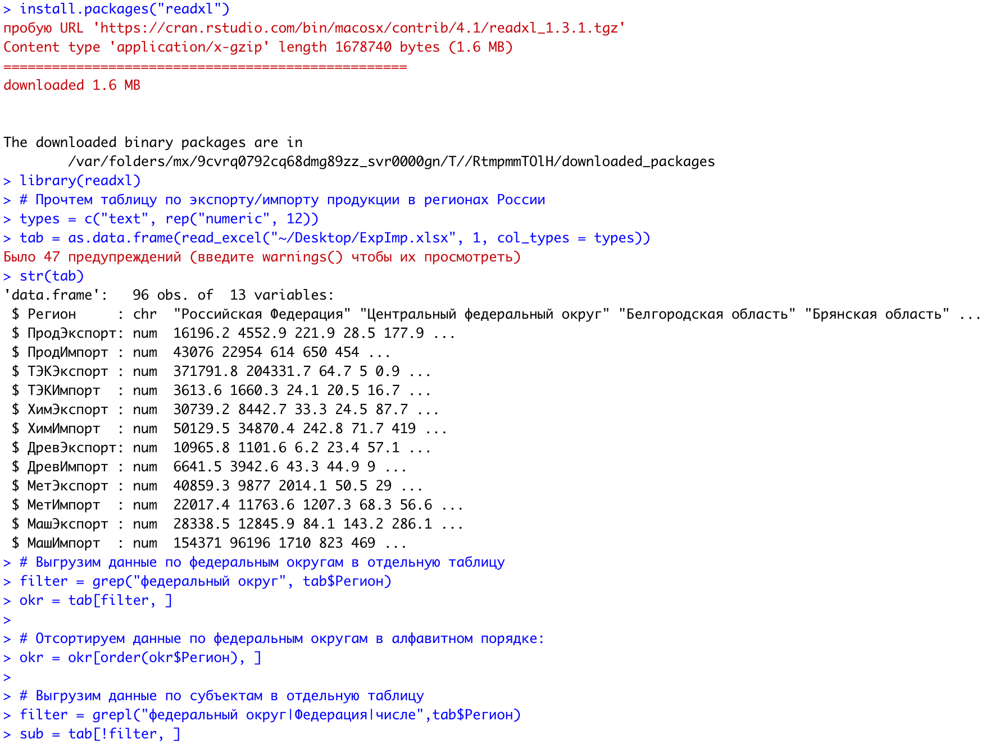 > install.packages("readxl")
пробую URL 'https://cran.rstudio.com/bin/macosx/contrib/4.1/readxl_1.3.1.tgz'
Content type 'application/x-gzip' length 1678740 bytes (1.6 MB)
==================================================
downloaded 1.6 MB
The downloaded binary packages are in
	/var/folders/mx/9cvrq0792cq68dmg89zz_svr0000gn/T//RtmpmmTOlH/downloaded_packages
> library(readxl)
> # Прочтем таблицу по экспорту/импорту продукции в регионах России
> types = c("text", rep("numeric", 12))
> tab = as.data.frame(read_excel("~/Desktop/ExpImp.xlsx", 1, col_types = types))
Было 47 предупреждений (введите warnings() чтобы их просмотреть)
> str(tab)
'data.frame':   96 obs. of  13 variables:
 $ Регион     : chr  "Российская Федерация" "Центральный федеральный округ" "Белгородская область" "Брянская область" ...
 $ ПродЭкспорт: num  16196.2 4552.9 221.9 28.5 177.9 ...
 $ ПродИмпорт : num  43076 22954 614 650 454 ...
 $ ТЭКЭкспорт : num  371791.8 204331.7 64.7 5 0.9 ...
 $ ТЭКИмпорт  : num  3613.6 1660.3 24.1 20.5 16.7 ...
 $ ХимЭкспорт : num  30739.2 8442.7 33.3 24.5 87.7 ...
 $ ХимИмпорт  : num  50129.5 34870.4 242.8 71.7 419 ...
 $ ДревЭкспорт: num  10965.8 1101.6 6.2 23.4 57.1 ...
 $ ДревИмпорт : num  6641.5 3942.6 43.3 44.9 9 ...
 $ МетЭкспорт : num  40859.3 9877 2014.1 50.5 29 ...
 $ МетИмпорт  : num  22017.4 11763.6 1207.3 68.3 56.6 ...
 $ МашЭкспорт : num  28338.5 12845.9 84.1 143.2 286.1 ...
 $ МашИмпорт  : num  154371 96196 1710 823 469 ...
> # Выгрузим данные по федеральным округам в отдельную таблицу
> filter = grep("федеральный округ", tab$Регион)
> okr = tab[filter, ]
>
> # Отсортируем данные по федеральным округам в алфавитном порядке:
> okr = okr[order(okr$Регион), ]
>
> # Выгрузим данные по субъектам в отдельную таблицу
> filter = grepl("федеральный округ|Федерация|числе",tab$Регион)
> sub = tab[!filter, ]